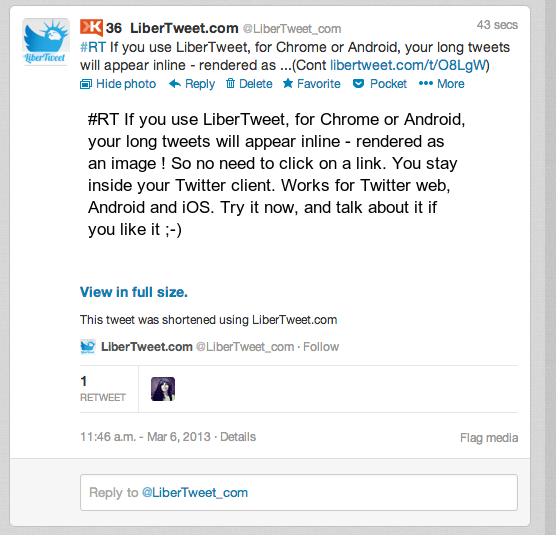 36 LiberTweet.com @LiberTweet_com 43 secs
LiberTweet
#RT If you use LiberTweet, for Chrome or Android, your long tweets
will appear inline - rendered as ...(Cont libertweet.com/t/O8LgW)
Hide photo Reply Delete Favorite Pocket ••• More
#RT If you use LiberTweet, for Chrome or Android,
your long tweets will appear inline - rendered as
an image ! So no need to click on a link. You stay
inside your Twitter client. Works for Twitter web,
Android and iOS. Try it now, and talk about it if
you like it ;-)
View in full size.
This tweet was shortened using LiberTweet.com
LiberTweet.com @LiberTweet_com · Follow
1
RETWEET
11:46 a.m. - Mar 6, 2013 · Details
Flag media
Reply to @LiberTweet_com